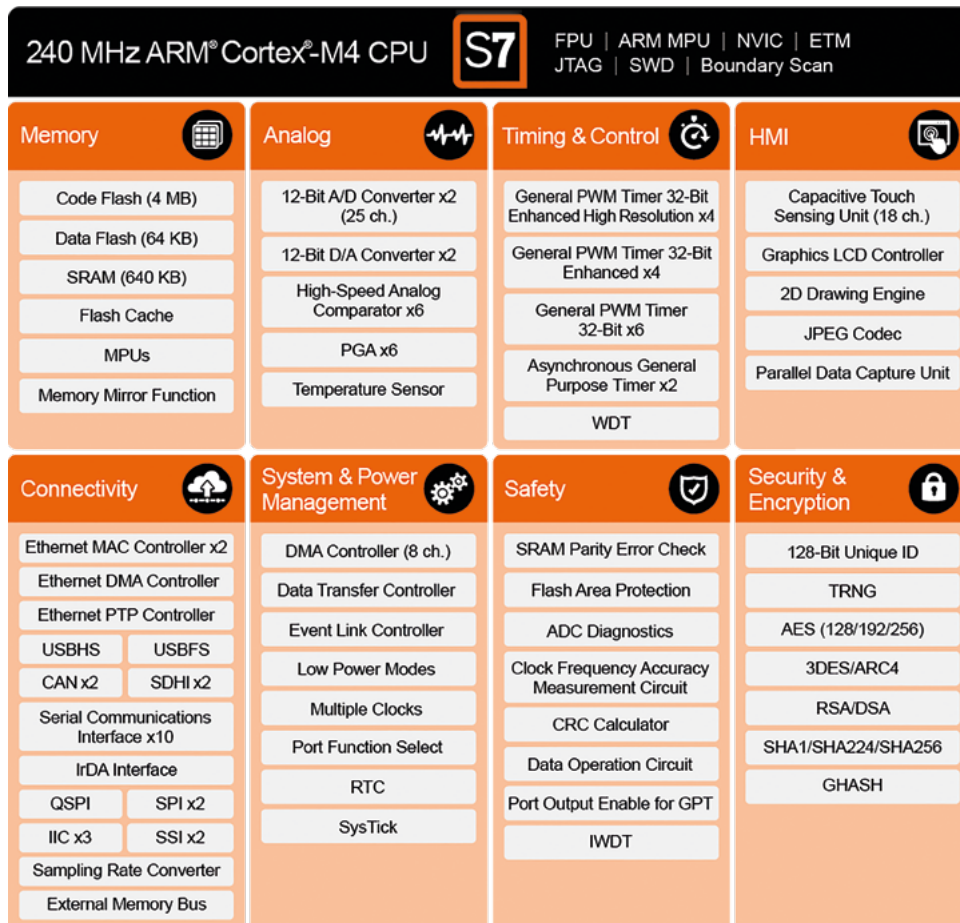 240 MHz ARM® Cortex®-M4 CPU
S7
FPU | ARM MPU | NVIC | ETM
JTAG | SWD | Boundary Scan
Memory
Code Flash (4 MB)
Data Flash (64 KB)
SRAM (640 KB)
Flash Cache
MPUs
Memory Mirror Function
Analog
12-Bit A/D Converter x2
(25 ch.)
12-Bit D/A Converter x2
High-Speed Analog
Comparator x6
PGA x6
Temperature Sensor
Timing & Control
General PWM Timer 32-Bit
Enhanced High Resolution x4
General PWM Timer 32-Bit
Enhanced x4
General PWM Timer
32-Bit x6
Asynchronous General
Purpose Timer x2
WDT
HMI
Capacitive Touch
Sensing Unit (18 ch.)
Graphics LCD Controller
2D Drawing Engine
JPEG Codec
Parallel Data Capture Unit
Connectivity
Ethernet MAC Controller x2
Ethernet DMA Controller
Ethernet PTP Controller
USBHS
USBFS
CAN x2
SDHI x2
Serial Communications
Interface x10
IrDA Interface
QSPI
SPI x2
IIC x3
SSI x2
Sampling Rate Converter
External Memory Bus
System & Power
Management
DMA Controller (8 ch.)
Data Transfer Controller
Event Link Controller
Low Power Modes
Multiple Clocks
Port Function Select
RTC
SysTick
Safety
SRAM Parity Error Check
Flash Area Protection
ADC Diagnostics
Clock Frequency Accuracy
Measurement Circuit
CRC Calculator
Data Operation Circuit
Port Output Enable for GPT
IWDT
Security &
Encryption
128-Bit Unique ID
TRNG
AES (128/192/256)
3DES/ARC4
RSA/DSA
SHA1/SHA224/SHA256
GHASH